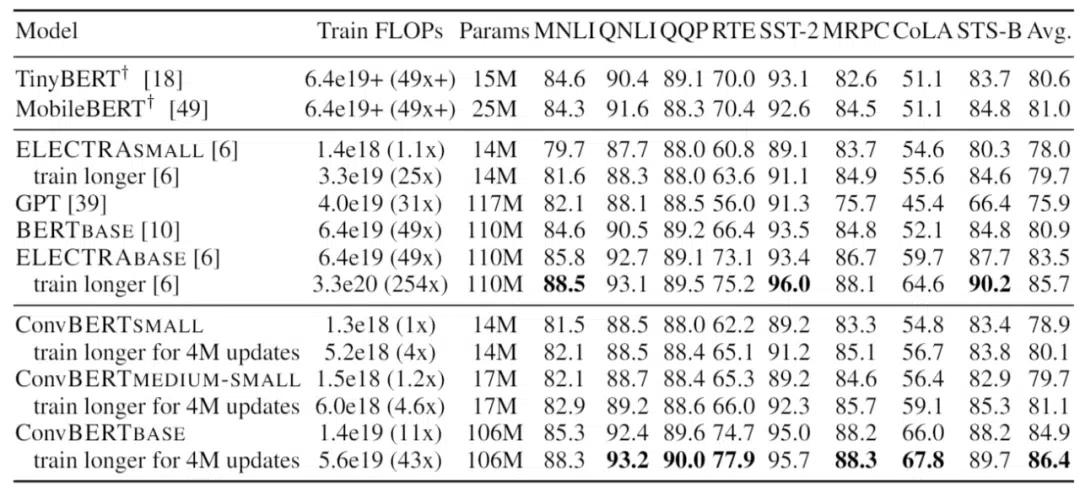 Model Train FLOPs Params MNLI QNLI QQP RTE SST-2 MRPC CoLA STS-B Avg.
TinyBERT† [18] 6.4e19+ (49x+) 15M 84.6 90.4 89.1 70.0 93.1 82.6 51.1 83.7 80.6
MobileBERT† [49] 6.4e19+ (49x+) 25M 84.3 91.6 88.3 70.4 92.6 84.5 51.1 84.8 81.0
ELECTRASMALL [6] 1.4e18 (1.1x) 14M 79.7 87.7 88.0 60.8 89.1 83.7 54.6 80.3 78.0
train longer [6] 3.3e19 (25x) 14M 81.6 88.3 88.0 63.6 91.1 84.9 55.6 84.6 79.7
GPT [39] 4.0e19 (31x) 117M 82.1 88.1 88.5 56.0 91.3 75.7 45.4 66.4 75.9
BERTBASE [10] 6.4e19 (49x) 110M 84.6 90.5 89.2 66.4 93.5 84.8 52.1 84.8 80.9
ELECTRABASE [6] 6.4e19 (49x) 110M 85.8 92.7 89.1 73.1 93.4 86.7 59.7 87.7 83.5
train longer [6] 3.3e20 (254x) 110M 88.5 93.1 89.5 75.2 96.0 88.1 64.6 90.2 85.7
ConvBERTSMALL 1.3e18 (1x) 14M 81.5 88.5 88.0 62.2 89.2 83.3 54.8 83.4 78.9
train longer for 4M updates 5.2e18 (4x) 14M 82.1 88.5 88.4 65.1 91.2 85.1 56.7 83.8 80.1
ConvBERTMEDIUM-SMALL 1.5e18 (1.2x) 17M 82.1 88.7 88.4 65.3 89.2 84.6 56.4 82.9 79.7
train longer for 4M updates 6.0e18 (4.6x) 17M 82.9 89.2 88.6 66.0 92.3 85.7 59.1 85.3 81.1
ConvBERTBASE 1.4e19 (11x) 106M 85.3 92.4 89.6 74.7 95.0 88.2 66.0 88.2 84.9
train longer for 4M updates 5.6e19 (43x) 106M 88.3 93.2 90.0 77.9 95.7 88.3 67.8 89.7 86.4